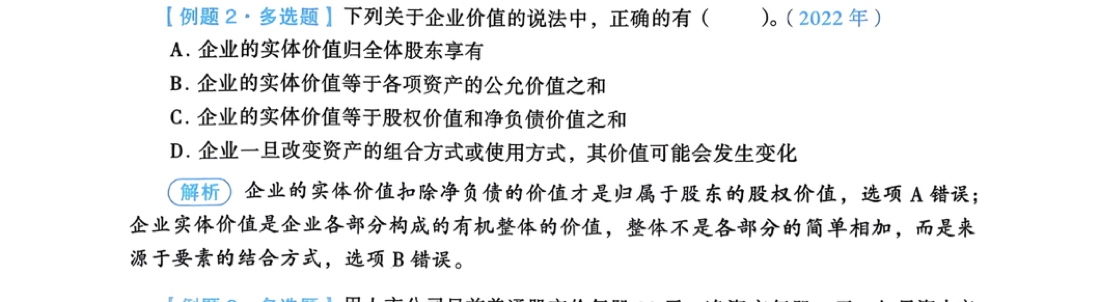 【例题2·多选题】下列关于企业价值的说法中，正确的有（　　）。（2022年）
A. 企业的实体价值归全体股东享有
B. 企业的实体价值等于各项资产的公允价值之和
C. 企业的实体价值等于股权价值和净负债价值之和
D. 企业一旦改变资产的组合方式或使用方式，其价值可能会发生变化
解析 企业的实体价值扣除净负债的价值才是归属于股东的股权价值，选项 A 错误；
企业实体价值是企业各部分构成的有机整体的价值，整体不是各部分的简单相加，而是来
源于要素的结合方式，选项 B 错误。